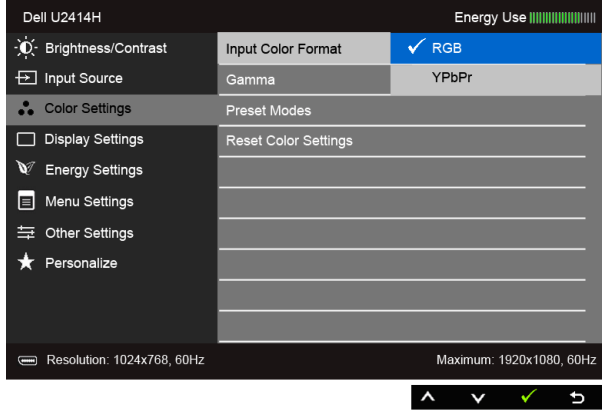 Dell U2414H Energy Use
Brightness/Contrast Input Color Format RGB
Input Source Gamma YPbPr
Color Settings Preset Modes
Display Settings Reset Color Settings
Energy Settings
Menu Settings
Other Settings
Personalize
Resolution: 1024x768, 60Hz Maximum: 1920x1080, 60Hz